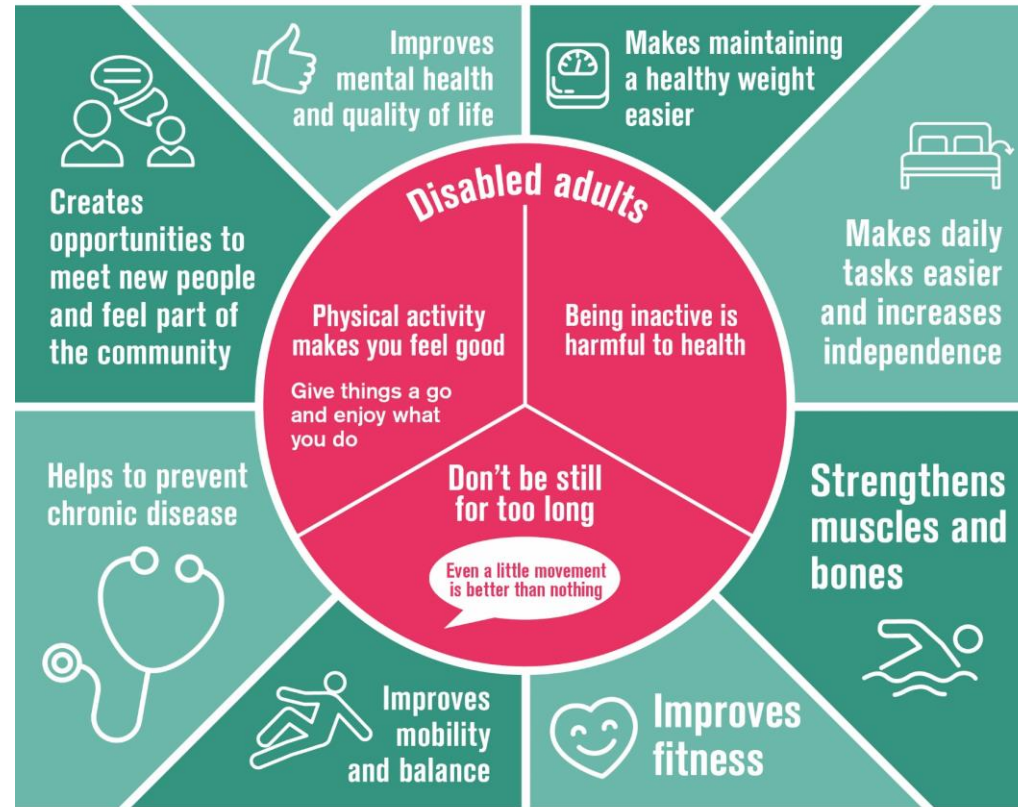 Improves
mental health
and quality of life
Makes maintaining
a healthy weight
easier
Creates
opportunities to
meet new people
and feel part of
the community
Makes daily
tasks easier
and increases
independence
Disabled adults
Physical activity
makes you feel good
Give things a go
and enjoy what
you do
Being inactive is
harmful to health
Don't be still
for too long
Even a little movement
is better than nothing
Helps to prevent
chronic disease
Strengthens
muscles and
bones
Improves
mobility
and balance
Improves
fitness